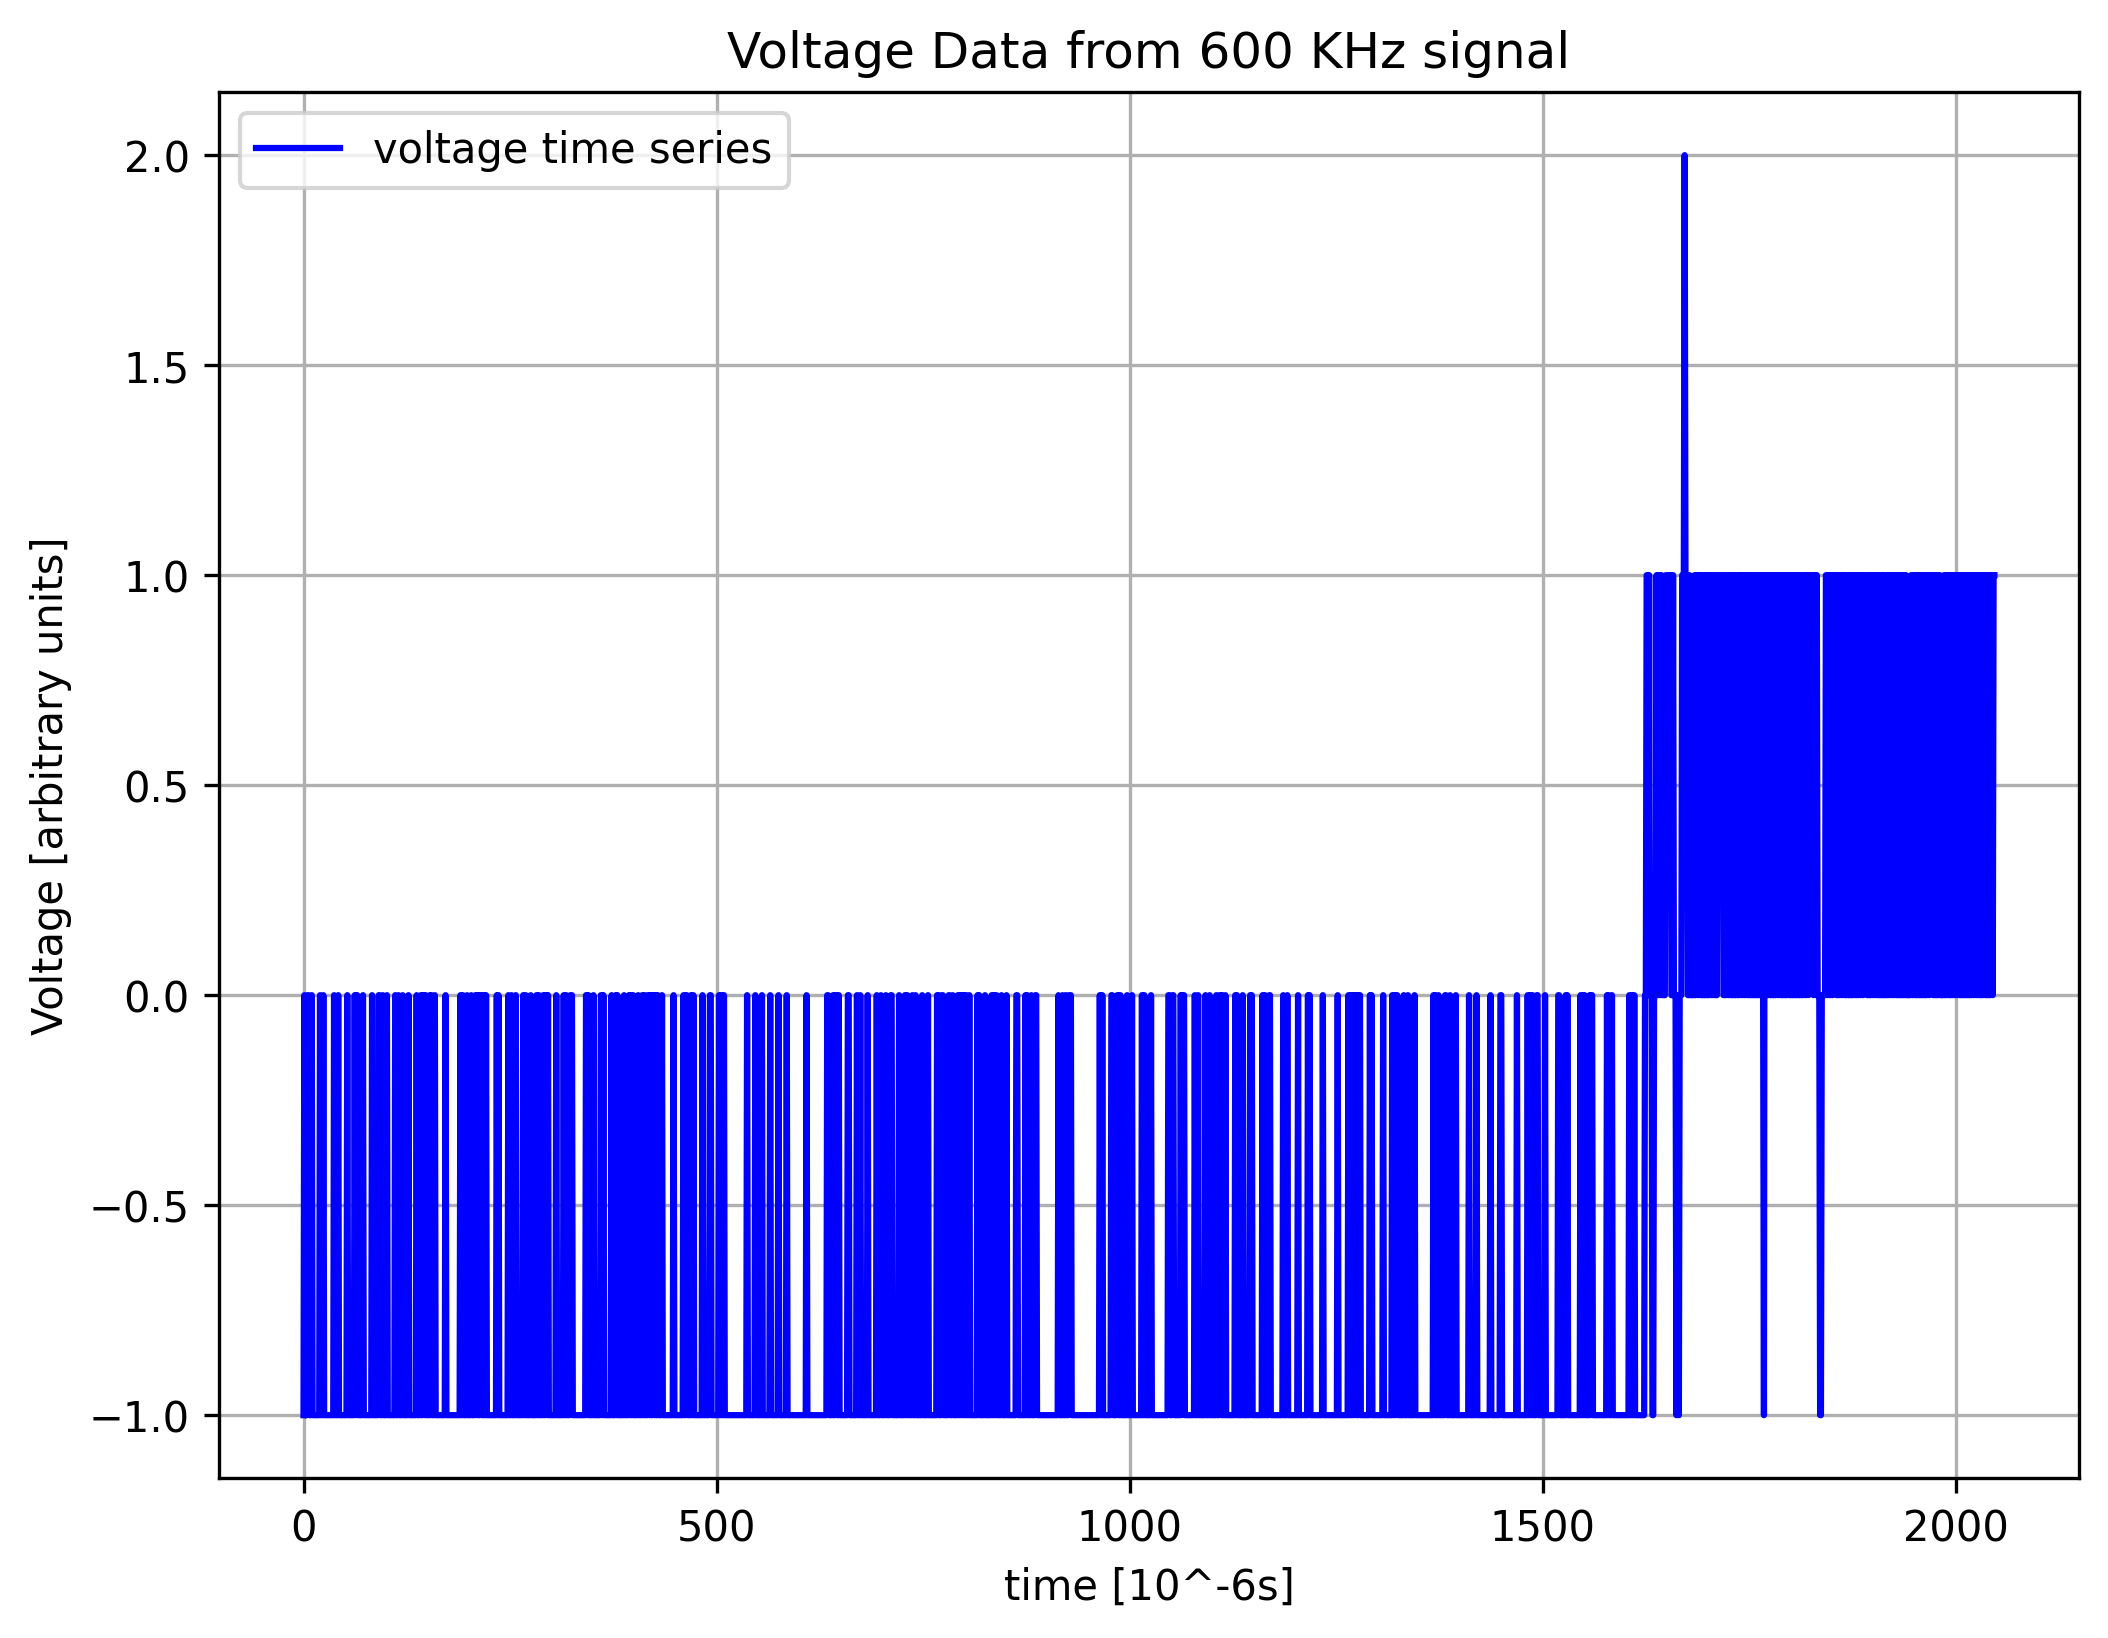 Voltage Data from 600 KHz signal
voltage time series
2.0
1.5
1.0
0.5
0.0
−0.5
−1.0
Voltage [arbitrary units]
0 500 1000 1500 2000
time [10^-6s]